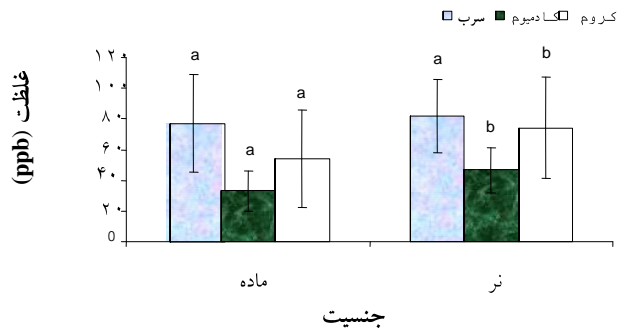 سرب کادمیوم کروم
غلظت (ppb)
۱۲۰
۱۰۰
۸۰
۶۰
۴۰
۲۰
0
a
a
a
a
b
b
ماده
نر
جنسیت